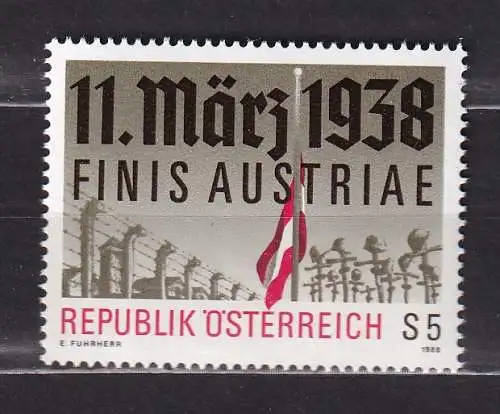 11. März 1938
FINIS AUSTRIAE
REPUBLIK ÖSTERREICH S5
E. FUHRHERR 1988